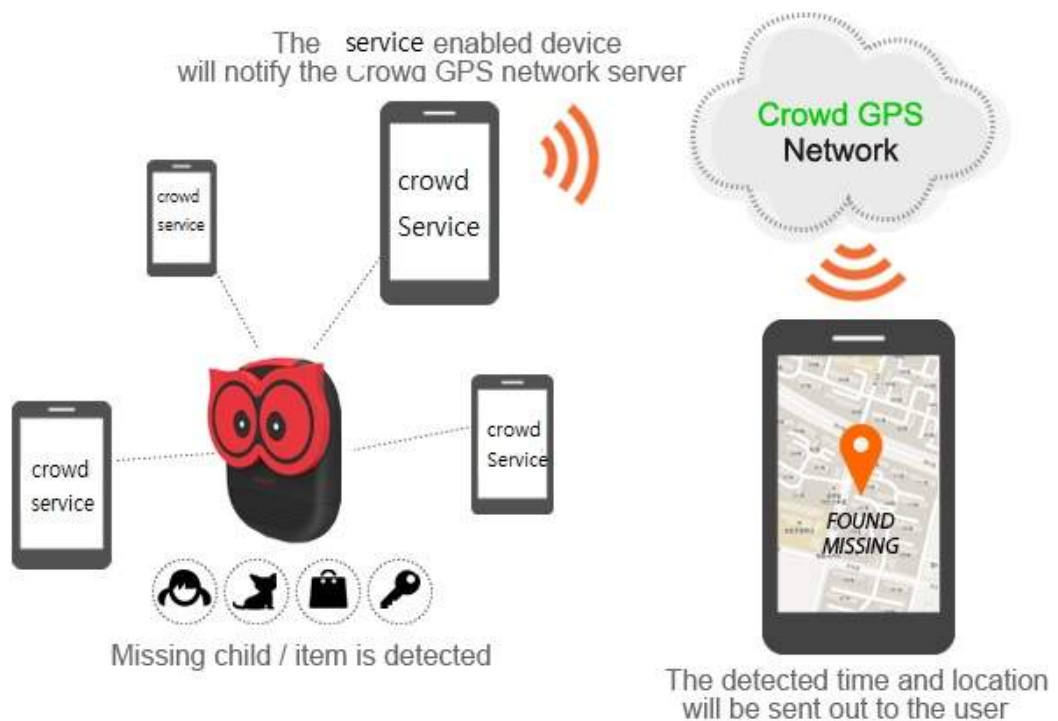 The service enabled device
will notify the Crowd GPS network server
Crowd GPS
Network
crowd
service
crowd
Service
crowd
service
crowd
Service
FOUND
MISSING
Missing child / item is detected
The detected time and location
will be sent out to the user